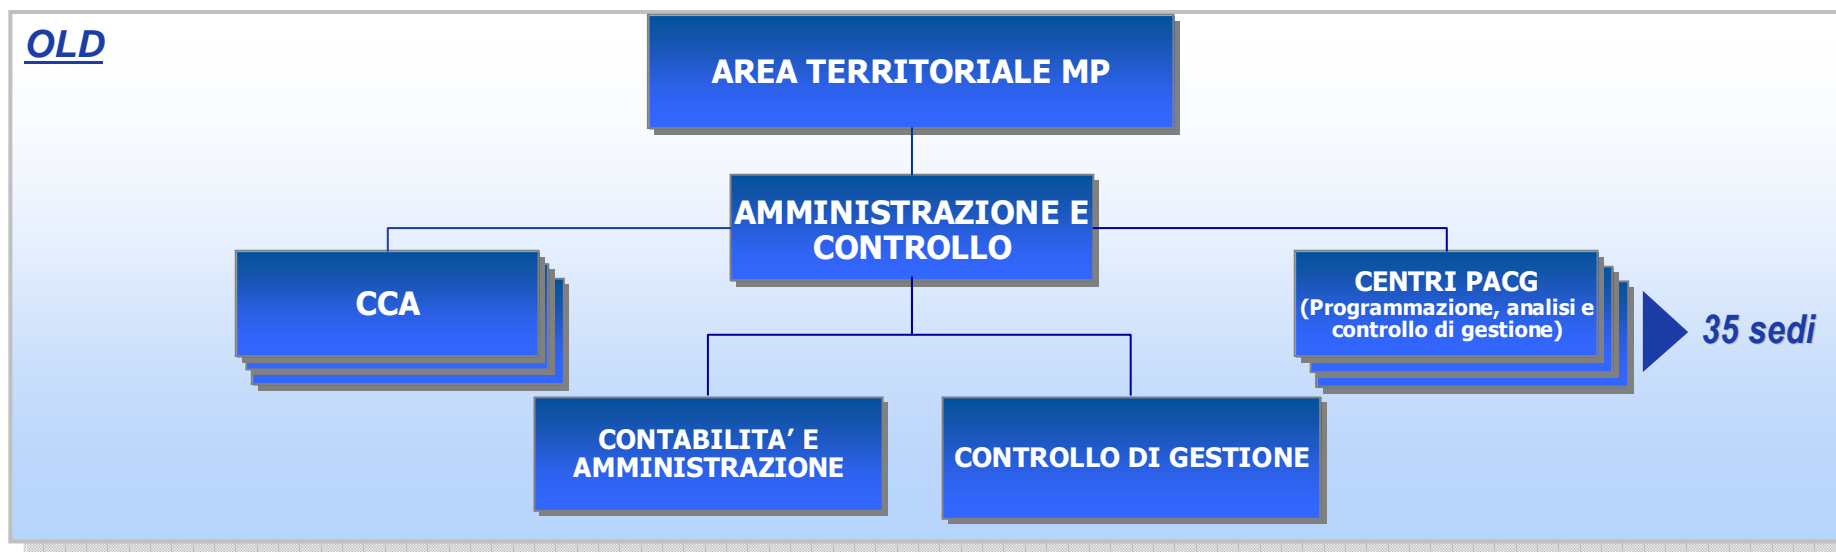 OLD
AREA TERRITORIALE MP
AMMINISTRAZIONE E
CONTROLLO
CCA
CENTRI PACG
(Programmazione, analisi e
controllo di gestione)
35 sedi
CONTABILITA’ E
AMMINISTRAZIONE
CONTROLLO DI GESTIONE